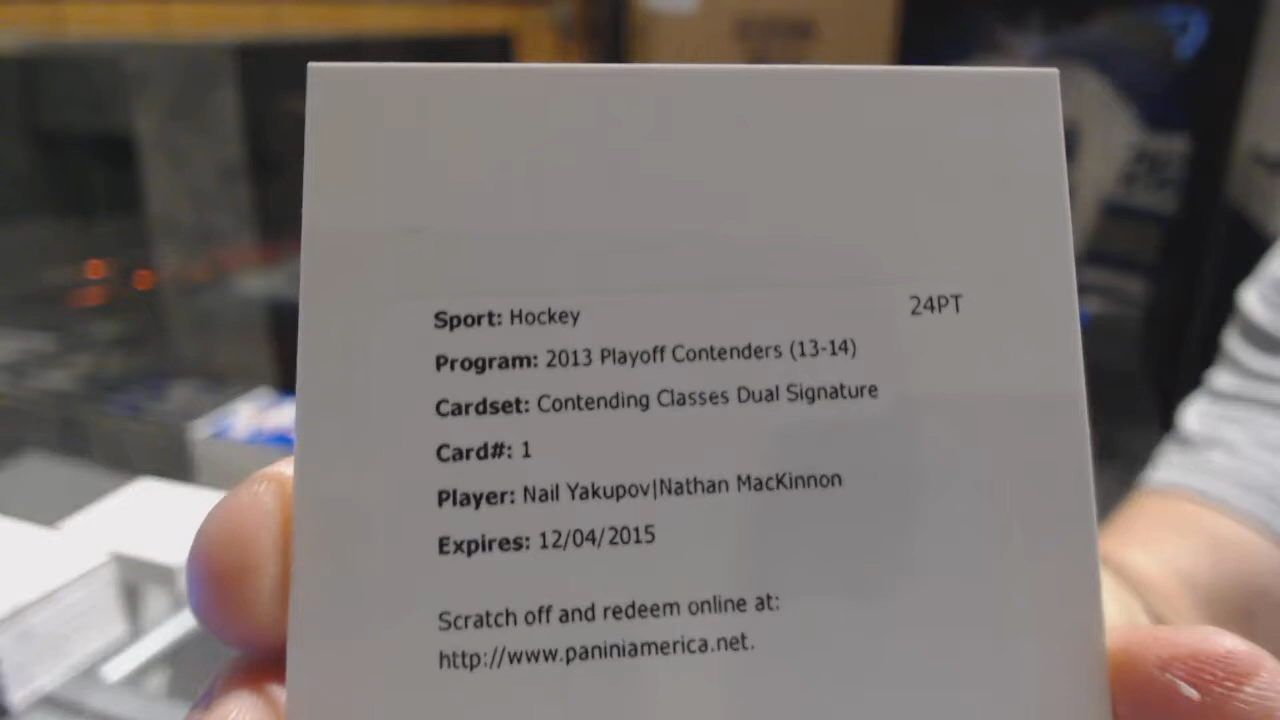 Sport: Hockey 24PT
Program: 2013 Playoff Contenders (13-14)
Cardset: Contending Classes Dual Signature
Card#: 1
Player: Nail Yakupov|Nathan MacKinnon
Expires: 12/04/2015
Scratch off and redeem online at:
http://www.paniniamerica.net.